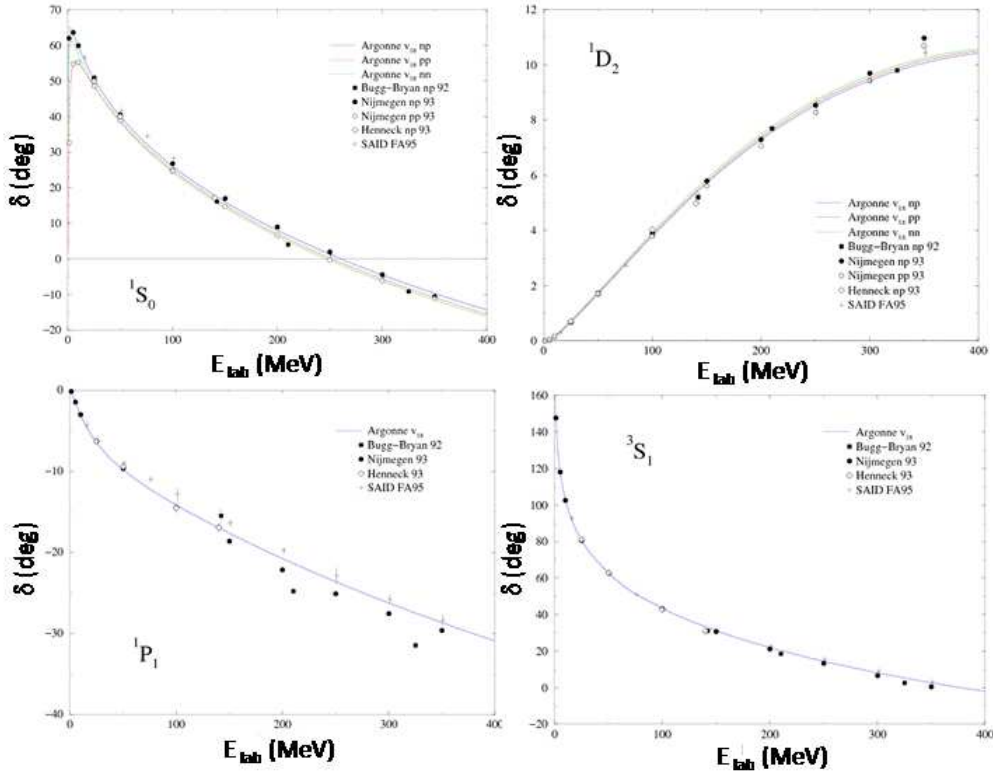 70
60
50
40
30
20
10
0
−10
−20
δ (deg)
Argonne v₁₈ np
Argonne v₁₈ pp
Argonne v₁₈ nn
Bugg−Bryan np 92
Nijmegen np 93
Nijmegen pp 93
Henneck np 93
SAID FA95
¹S₀
0 100 200 300 400
E_lab (MeV)
12
10
8
6
4
2
0
δ (deg)
¹D₂
Argonne v₁₈ np
Argonne v₁₈ pp
Argonne v₁₈ nn
Bugg−Bryan np 92
Nijmegen np 93
Nijmegen pp 93
Henneck np 93
SAID FA95
0 100 200 300 400
E_lab (MeV)
0
−10
−20
−30
−40
δ (deg)
Argonne v₁₈
Bugg−Bryan 92
Nijmegen 93
Henneck 93
SAID FA95
¹P₁
0 100 200 300 400
E_lab (MeV)
160
140
120
100
80
60
40
20
0
−20
δ (deg)
³S₁
Argonne v₁₈
Bugg−Bryan 92
Nijmegen 93
Henneck 93
SAID FA95
0 100 200 300 400
E_lab (MeV)